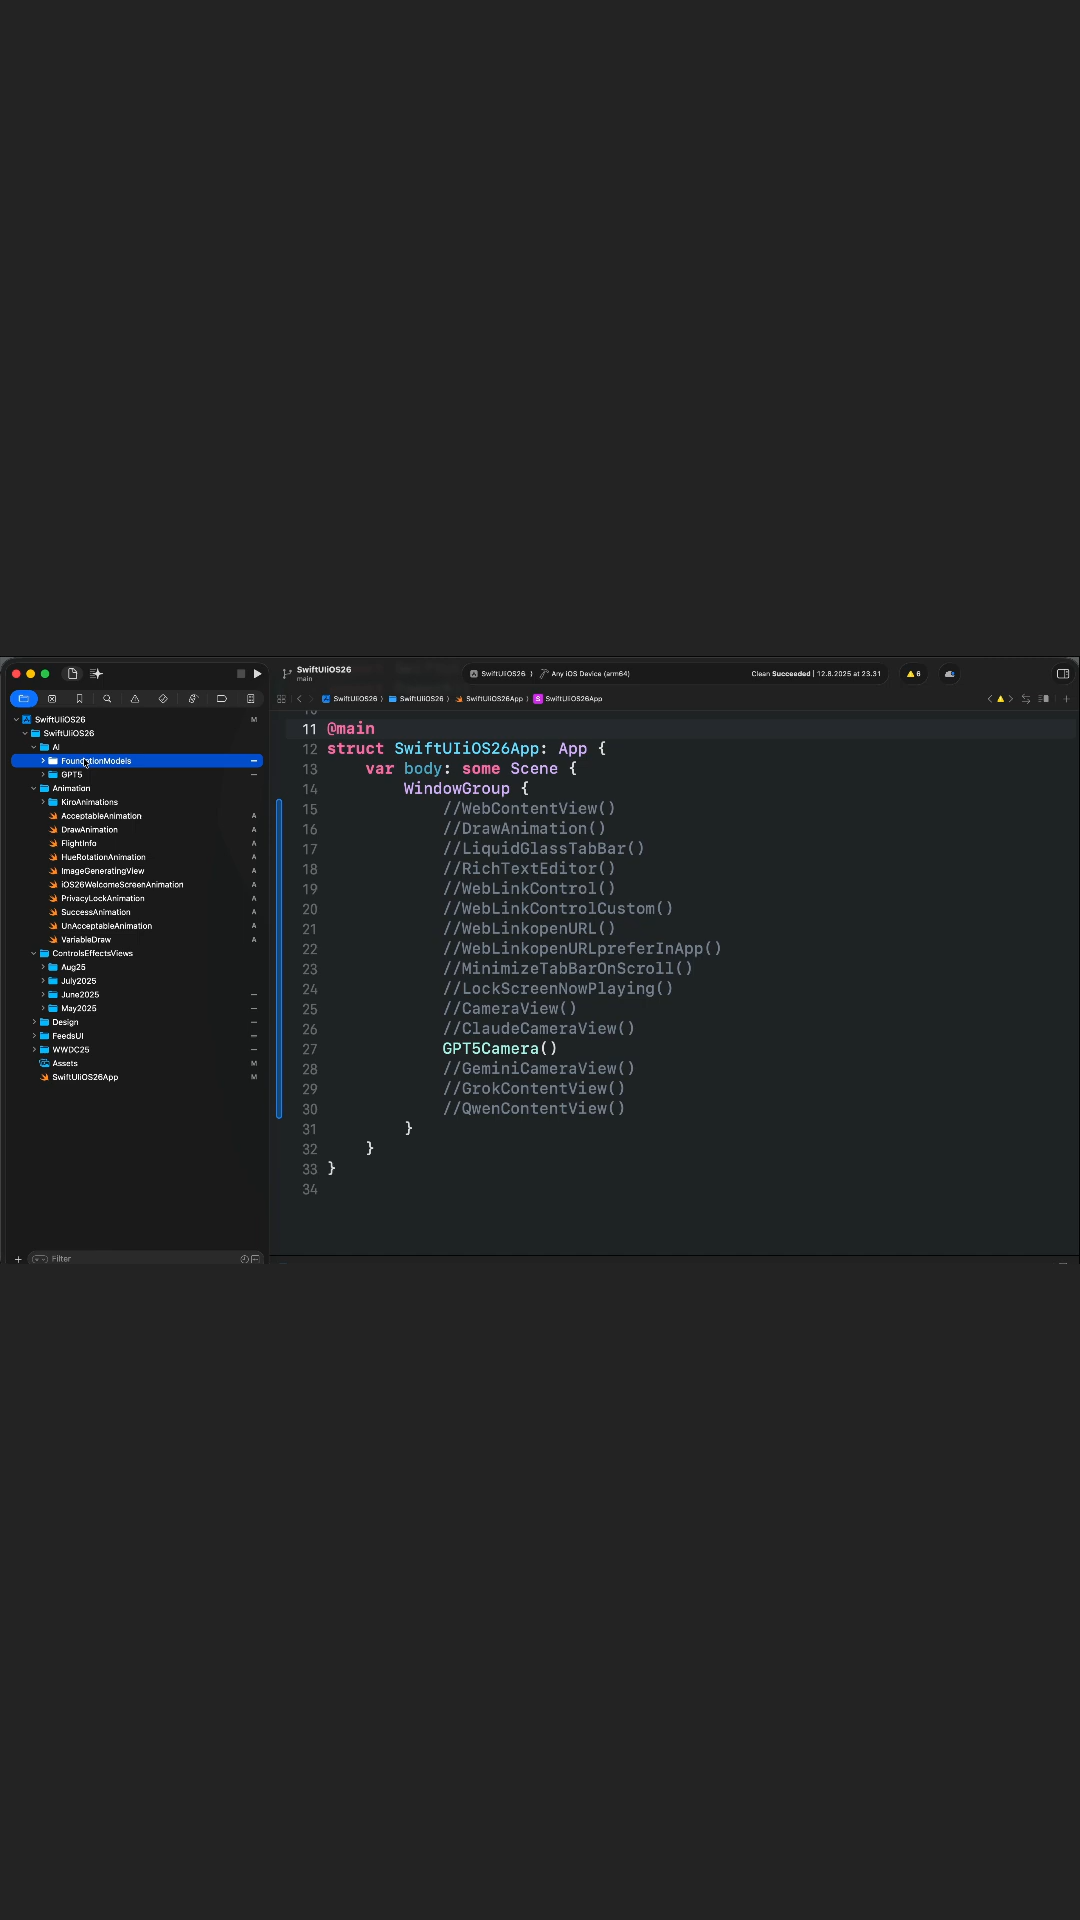 SwiftUIiOS26
main
SwiftUIiOS26
Any iOS Device (arm64)
Clean Succeeded | 12.8.2025 at 23.31
6
SwiftUIiOS26
SwiftUIiOS26
SwiftUIiOS26App
S
SwiftUIiOS26App
SwiftUIiOS26 M
SwiftUIiOS26
AI
FoundationModels
GPT5
Animation
KiroAnimations
AcceptableAnimation A
DrawAnimation A
FlightInfo A
HueRotationAnimation A
ImageGeneratingView A
iOS26WelcomeScreenAnimation A
PrivacyLockAnimation A
SuccessAnimation A
UnAcceptableAnimation A
VariableDraw A
ControlsEffectsViews
Aug25
July2025
June2025
May2025
Design
FeedsUI
WWDC25
Assets M
SwiftUIiOS26App M
Filter
11 @main
12 struct SwiftUIiOS26App: App {
13 var body: some Scene {
14 WindowGroup {
15 //WebContentView()
16 //DrawAnimation()
17 //LiquidGlassTabBar()
18 //RichTextEditor()
19 //WebLinkControl()
20 //WebLinkControlCustom()
21 //WebLinkopenURL()
22 //WebLinkopenURLpreferInApp()
23 //MinimizeTabBarOnScroll()
24 //LockScreenNowPlaying()
25 //CameraView()
26 //ClaudeCameraView()
27 GPT5Camera()
28 //GeminiCameraView()
29 //GrokContentView()
30 //QwenContentView()
31 }
32 }
33 }
34